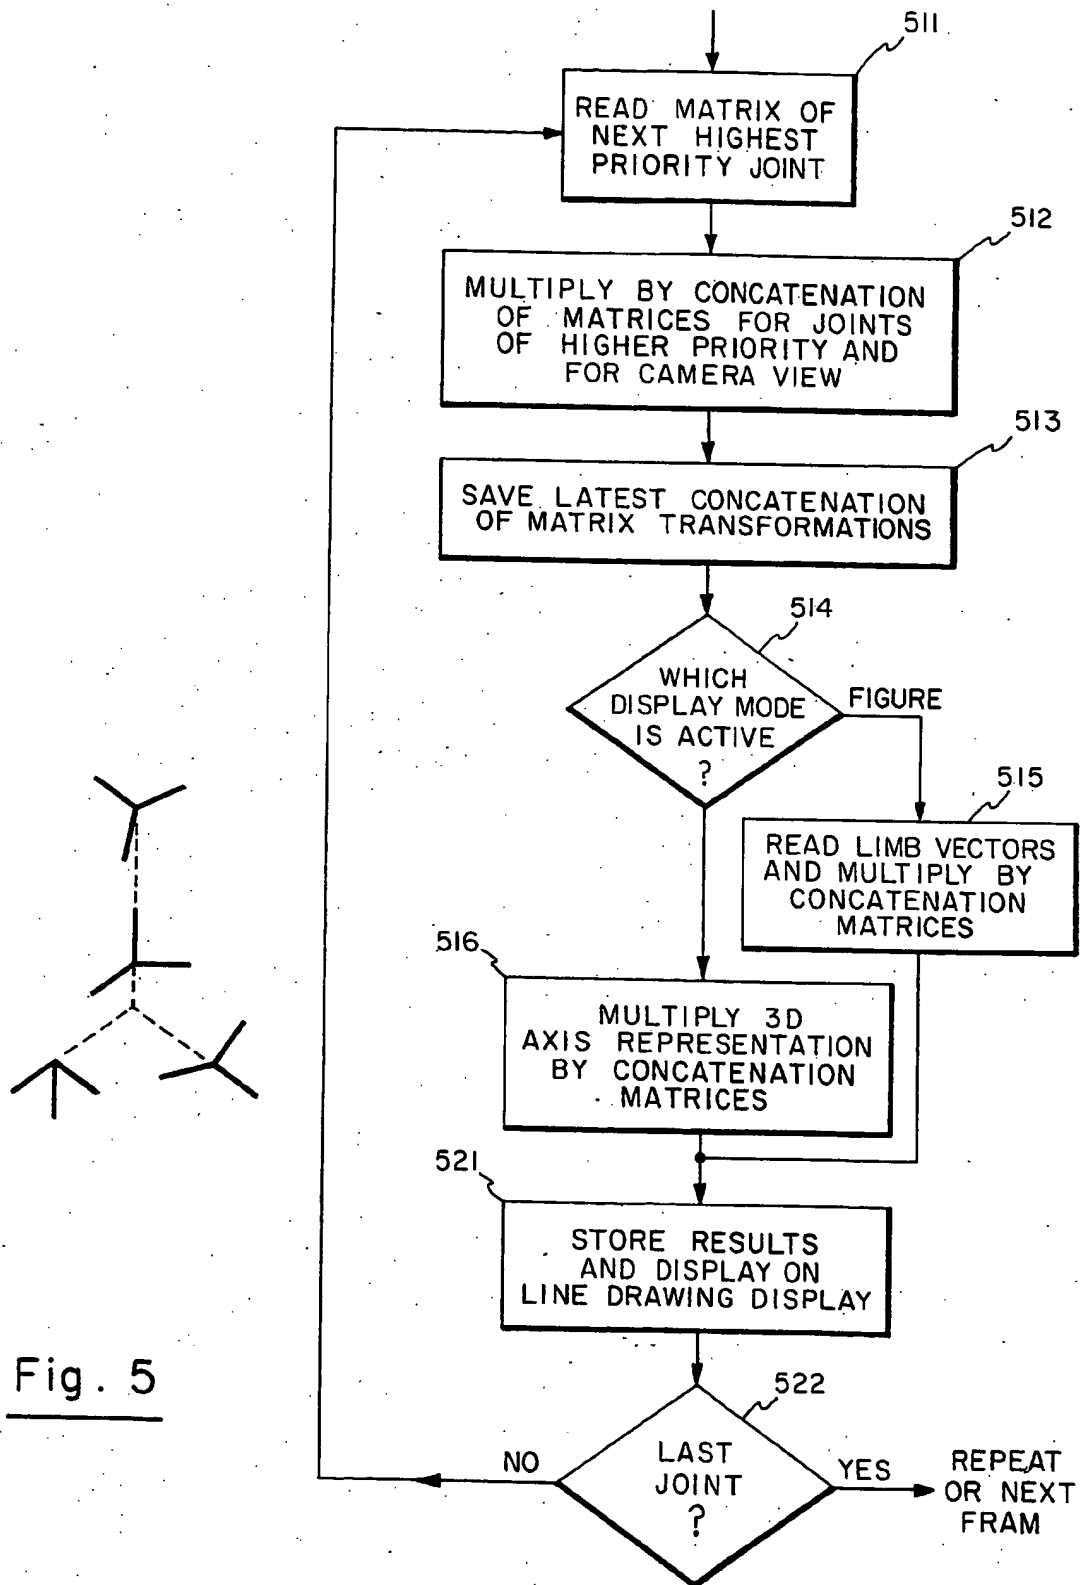 511
READ MATRIX OF
NEXT HIGHEST
PRIORITY JOINT
512
MULTIPLY BY CONCATENATION
OF MATRICES FOR JOINTS
OF HIGHER PRIORITY AND
FOR CAMERA VIEW
513
SAVE LATEST CONCATENATION
OF MATRIX TRANSFORMATIONS
514
WHICH
DISPLAY MODE
IS ACTIVE
?
FIGURE
515
READ LIMB VECTORS
AND MULTIPLY BY
CONCATENATION
MATRICES
516
MULTIPLY 3D
AXIS REPRESENTATION
BY CONCATENATION
MATRICES
521
STORE RESULTS
AND DISPLAY ON
LINE DRAWING DISPLAY
522
LAST
JOINT
?
NO
YES
REPEAT
OR NEXT
FRAM
Fig. 5